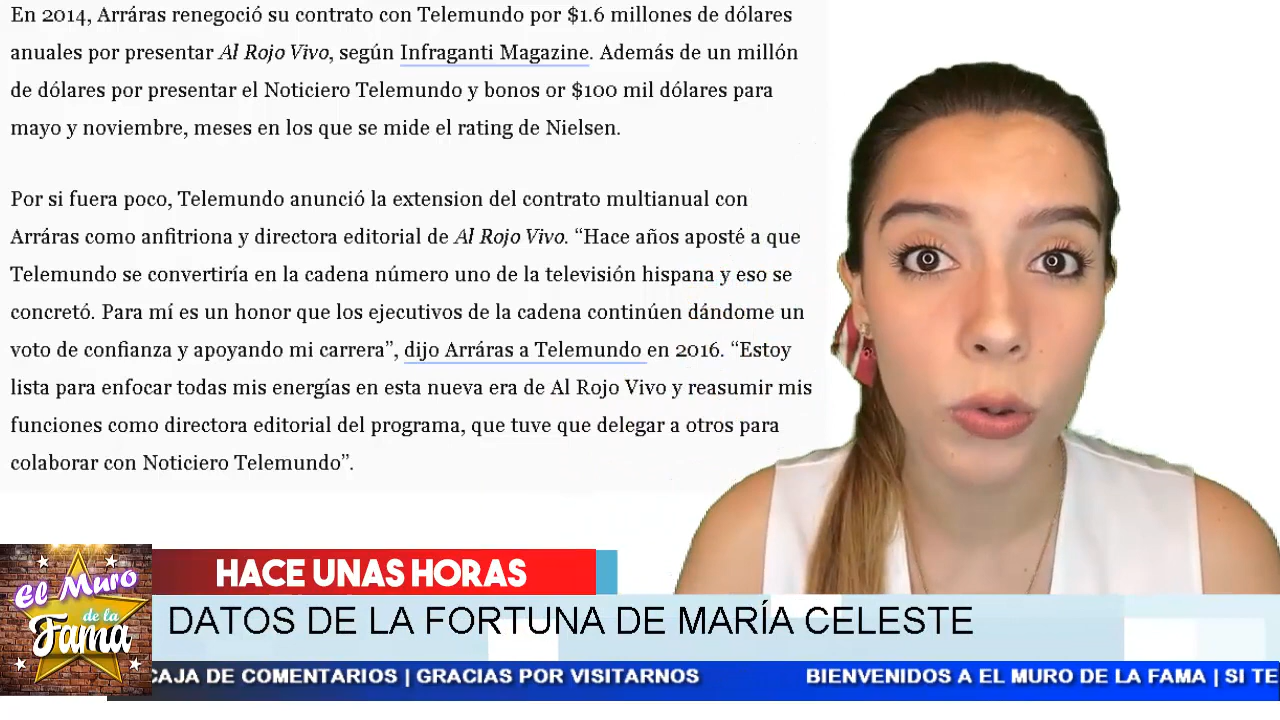 En 2014, Arráras renegoció su contrato con Telemundo por $1.6 millones de dólares
anuales por presentar Al Rojo Vivo, según Infraganti Magazine. Además de un millón
de dólares por presentar el Noticiero Telemundo y bonos or $100 mil dólares para
mayo y noviembre, meses en los que se mide el rating de Nielsen.
Por si fuera poco, Telemundo anunció la extension del contrato multianual con
Arráras como anfitriona y directora editorial de Al Rojo Vivo. “Hace años aposté a que
Telemundo se convertiría en la cadena número uno de la televisión hispana y eso se
concretó. Para mí es un honor que los ejecutivos de la cadena continúen dándome un
voto de confianza y apoyando mi carrera”, dijo Arráras a Telemundo en 2016. “Estoy
lista para enfocar todas mis energías en esta nueva era de Al Rojo Vivo y reasumir mis
funciones como directora editorial del programa, que tuve que delegar a otros para
colaborar con Noticiero Telemundo”.
El Muro
de la
Fama
HACE UNAS HORAS
DATOS DE LA FORTUNA DE MARÍA CELESTE
CAJA DE COMENTARIOS | GRACIAS POR VISITARNOS BIENVENIDOS A EL MURO DE LA FAMA | SI TE